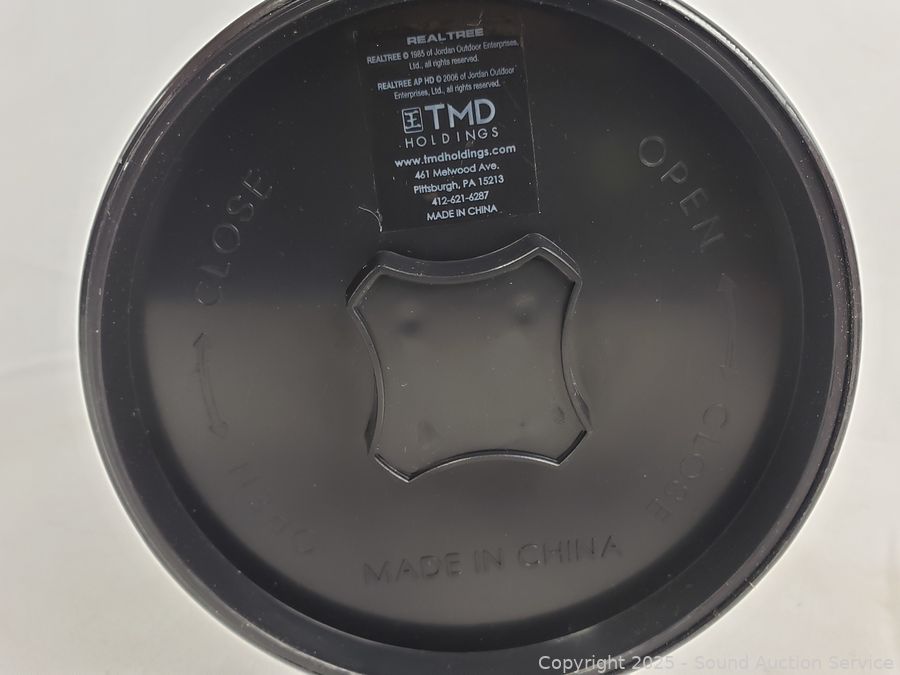 REALTREE
REALTREE © 1985 of Jordan Outdoor Enterprises,
Ltd., all rights reserved.
REALTREE AP HD © 2008 of Jordan Outdoor
Enterprises, Ltd., all rights reserved.
TMD
HOLDINGS
www.tmdholdings.com
461 Melwood Ave.
Pittsburgh, PA 15213
412-621-6287
MADE IN CHINA
CLOSE
OPEN
OPEN
CLOSE
MADE IN CHINA
Copyright 2025 - Sound Auction Service